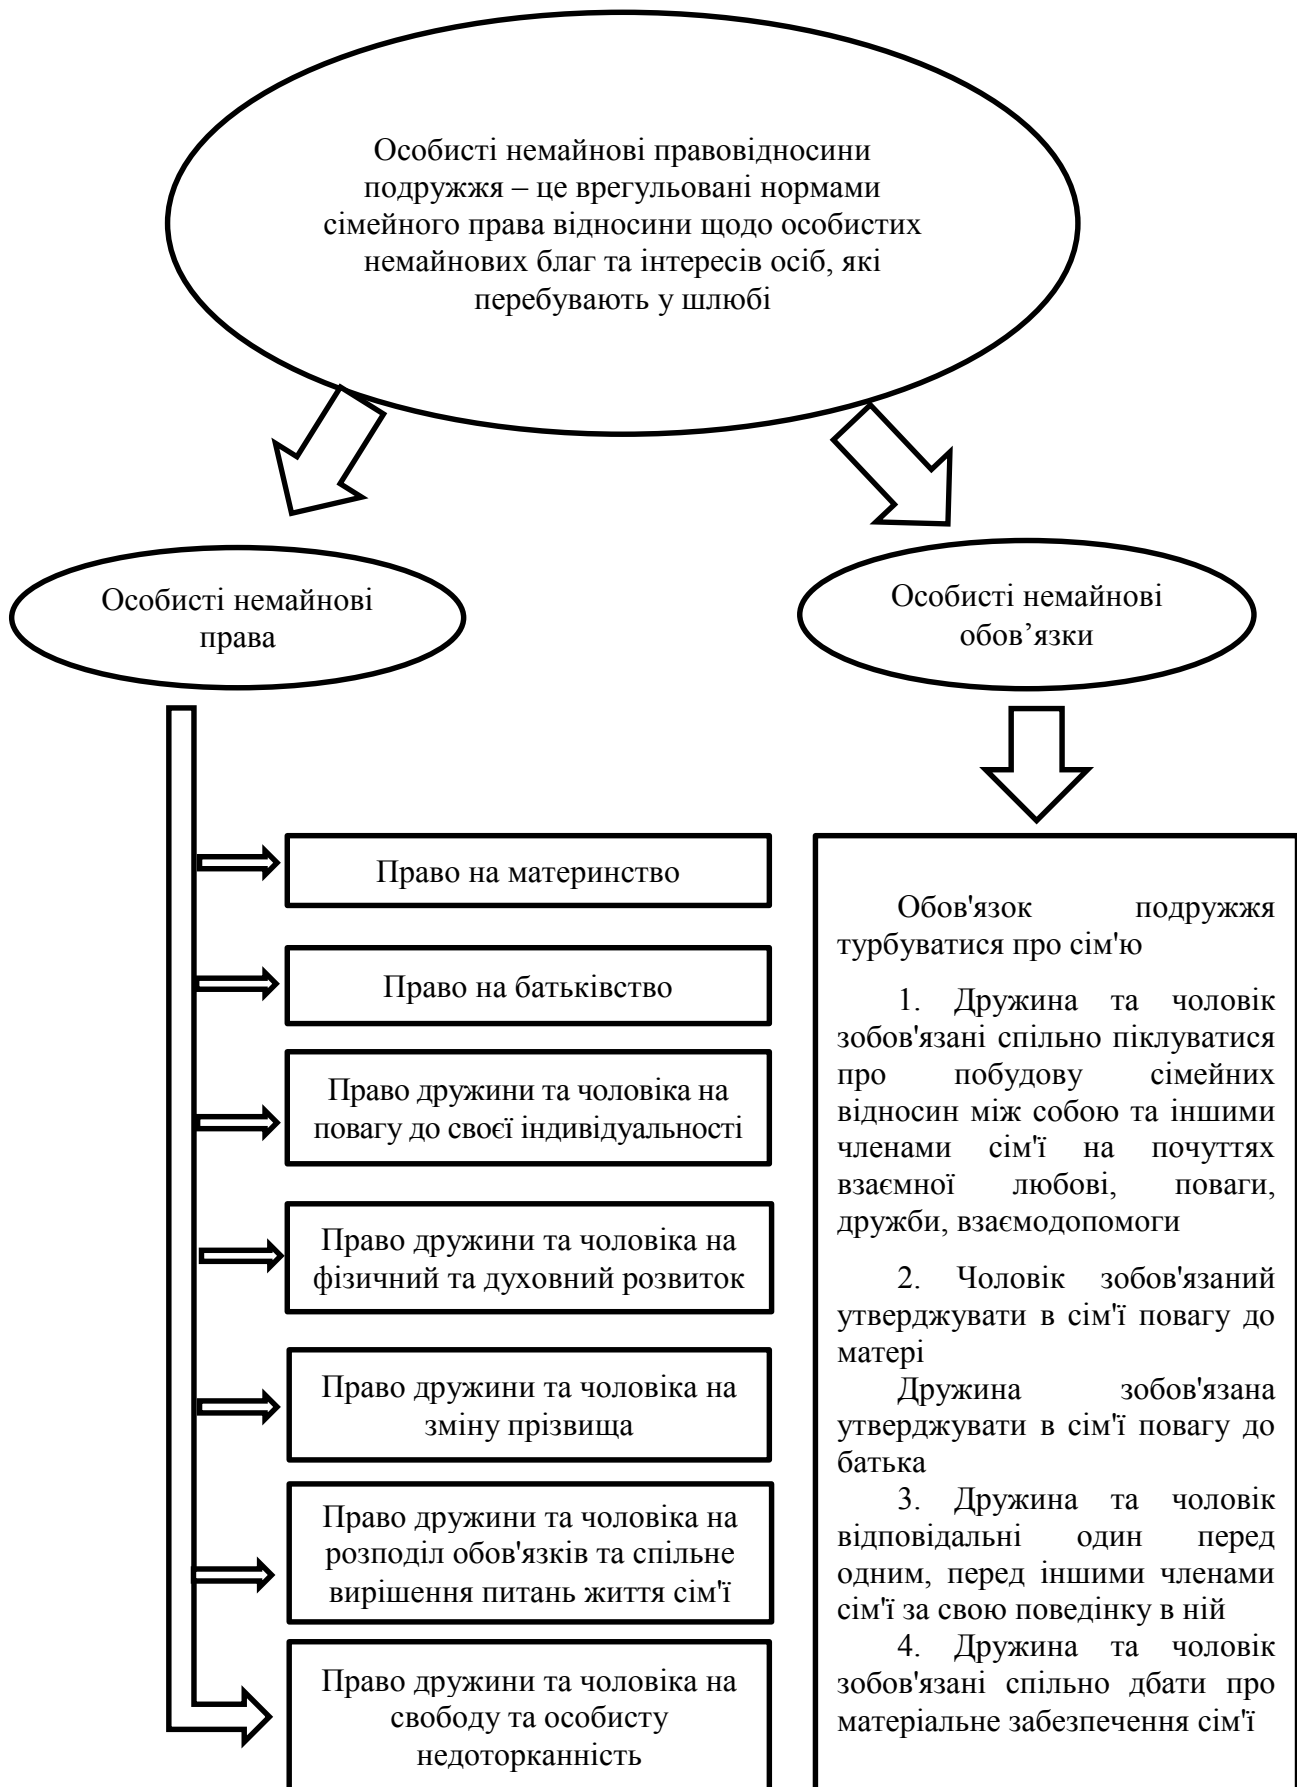 Особисті немайнові правовідносини
подружжя – це врегульовані нормами
сімейного права відносини щодо особистих
немайнових благ та інтересів осіб, які
перебувають у шлюбі
Особисті немайнові
права
Особисті немайнові
обов’язки
Право на материнство
Право на батьківство
Право дружини та чоловіка на
повагу до своєї індивідуальності
Право дружини та чоловіка на
фізичний та духовний розвиток
Право дружини та чоловіка на
зміну прізвища
Право дружини та чоловіка на
розподіл обов'язків та спільне
вирішення питань життя сім'ї
Право дружини та чоловіка на
свободу та особисту
недоторканність
Обов'язок подружжя
турбуватися про сім'ю
1. Дружина та чоловік
зобов'язані спільно піклуватися
про побудову сімейних
відносин між собою та іншими
членами сім'ї на почуттях
взаємної любові, поваги,
дружби, взаємодопомоги
2. Чоловік зобов'язаний
утверджувати в сім'ї повагу до
матері
Дружина зобов'язана
утверджувати в сім'ї повагу до
батька
3. Дружина та чоловік
відповідальні один перед
одним, перед іншими членами
сім'ї за свою поведінку в ній
4. Дружина та чоловік
зобов'язані спільно дбати про
матеріальне забезпечення сім'ї